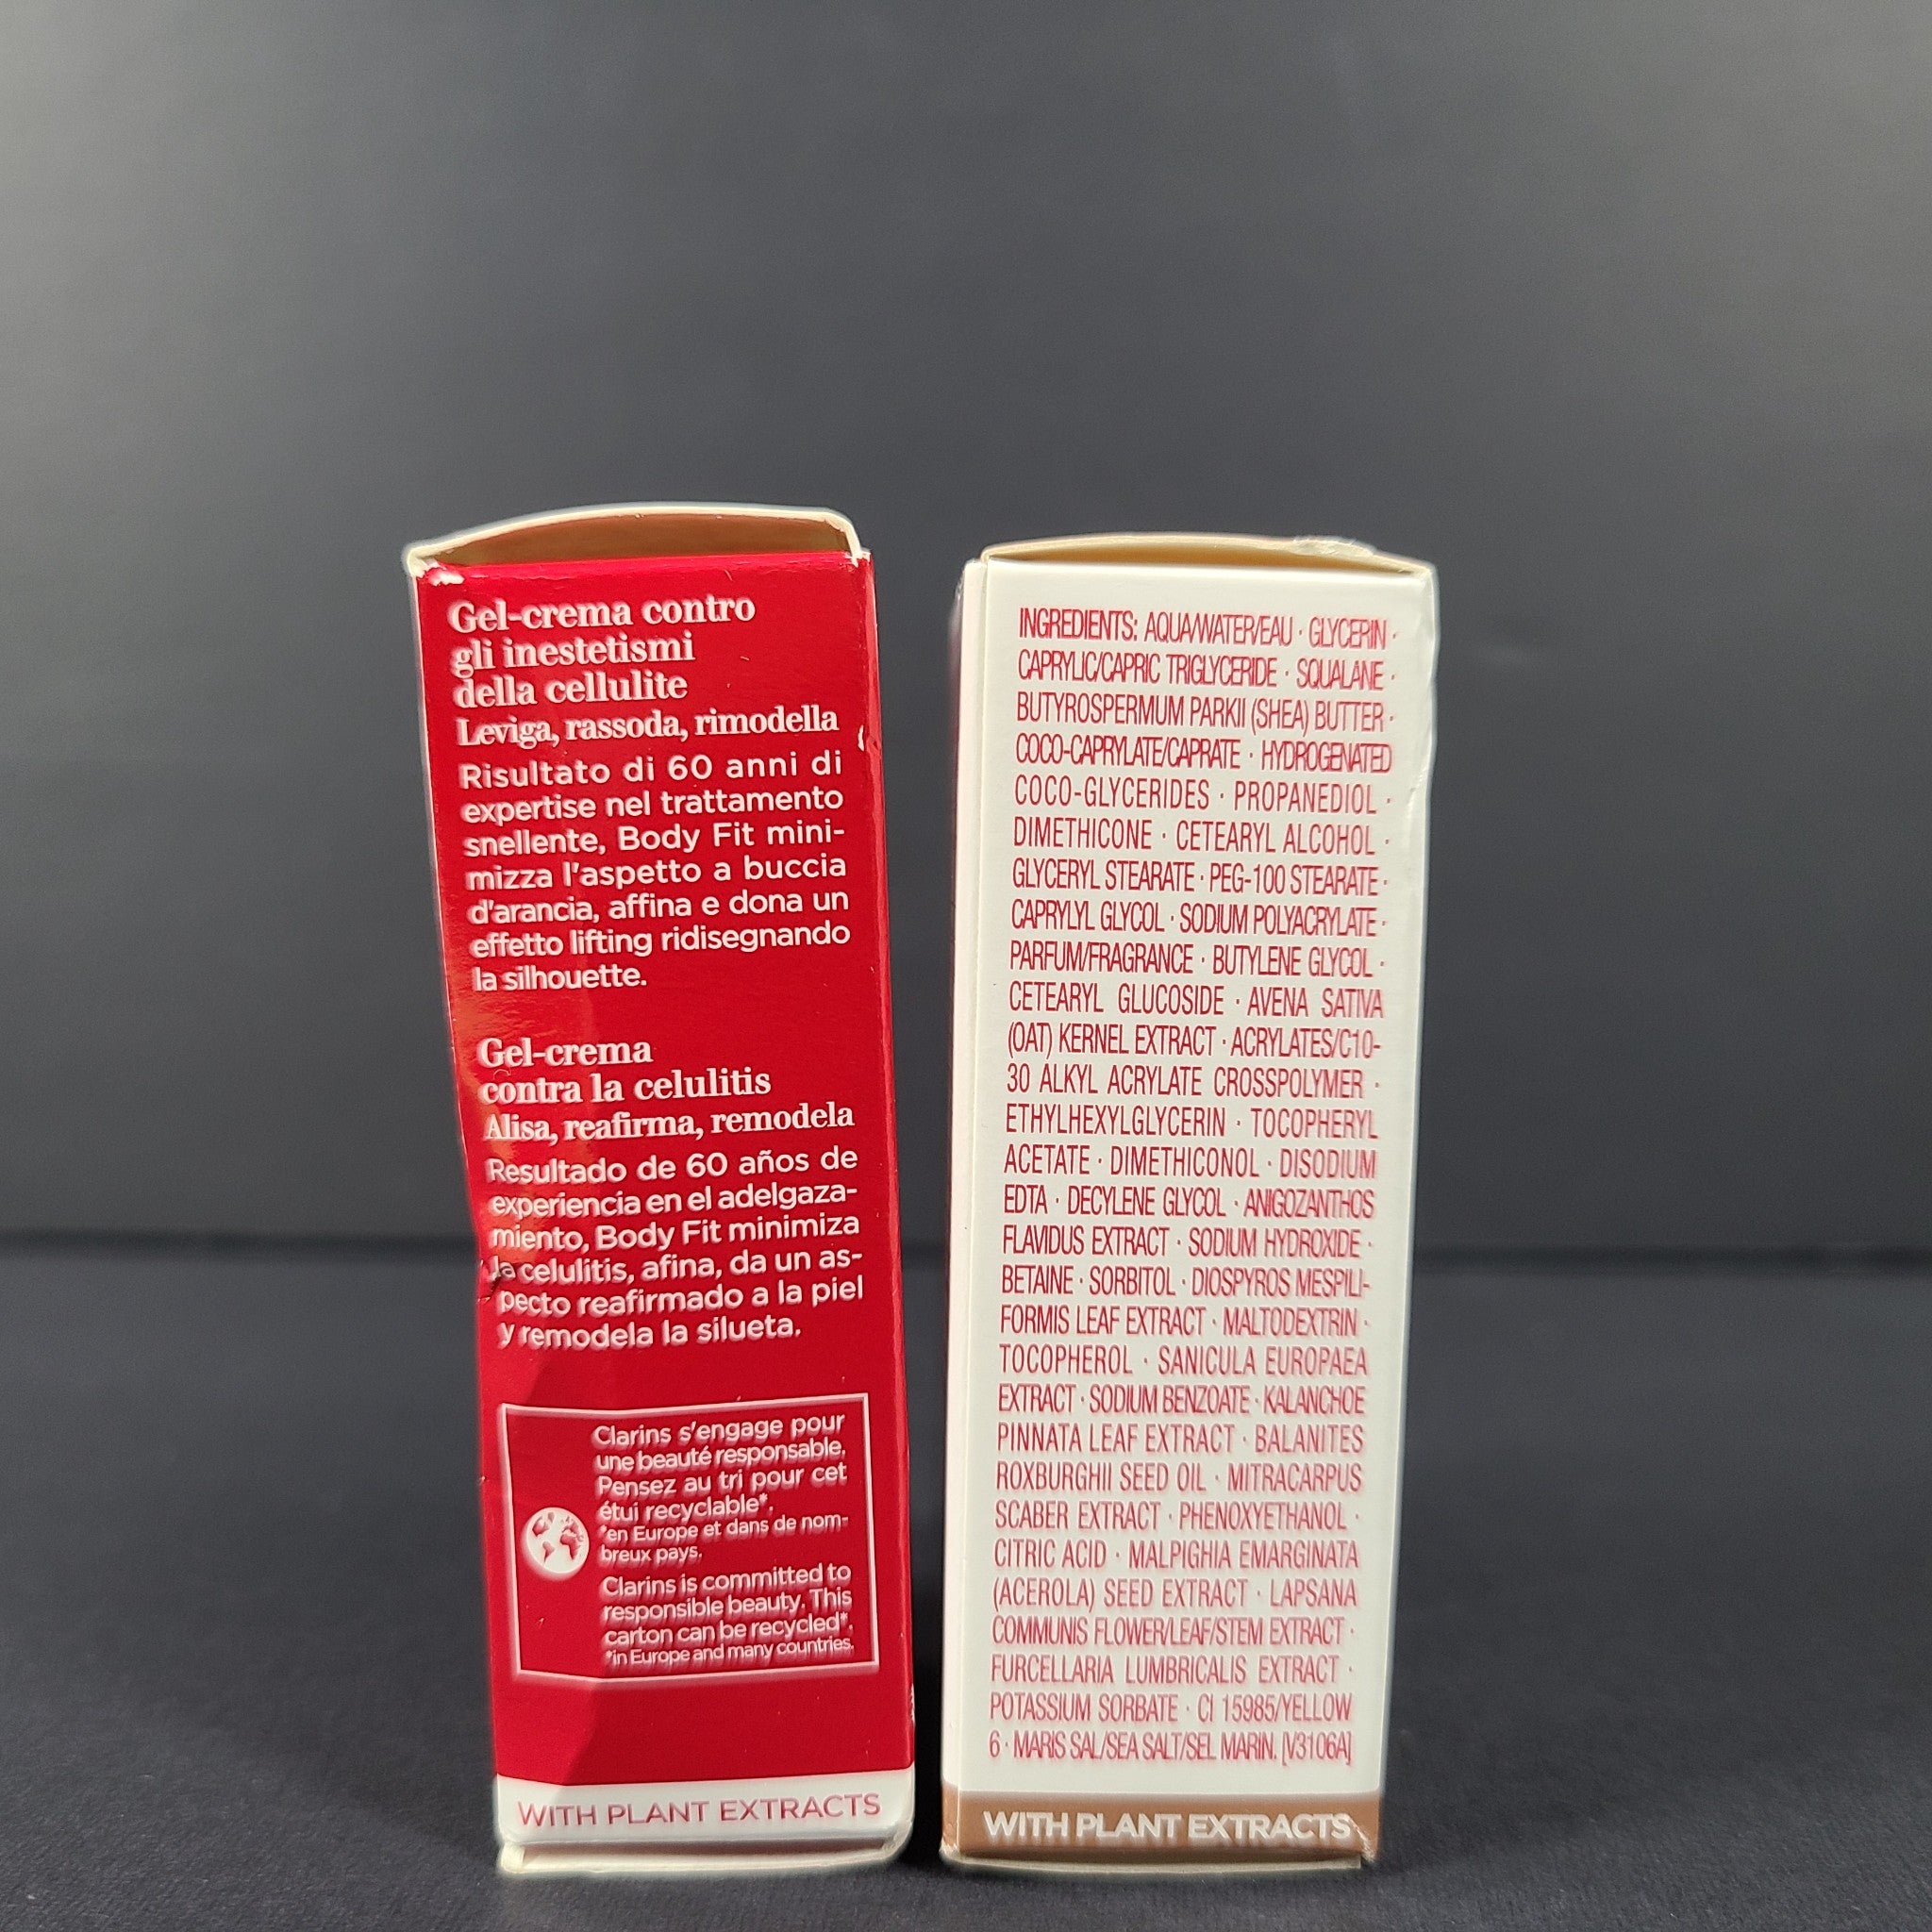 Gel-crema contro
gli inestetismi
della cellulite
Leviga, rassoda, rimodella
Risultato di 60 anni di
expertise nel trattamento
snellente, Body Fit mini-
mizza l'aspetto a buccia
d'arancia, affina e dona un
effetto lifting ridisegnando
la silhouette.
Gel-crema
contra la celulitis
Alisa, reafirma, remodela
Resultado de 60 años de
experiencia en el adelgaza-
miento, Body Fit minimiza
la celulitis, afina, da un as-
pecto reafirmado a la piel
y remodela la silueta.
Clarins s'engage pour
une beauté responsable.
Pensez au tri pour cet
étui recyclable*.
*en Europe et dans de nom-
breux pays.
Clarins is committed to
responsible beauty. This
carton can be recycled*.
*in Europe and many countries.
WITH PLANT EXTRACTS
INGREDIENTS: AQUA/WATER/EAU · GLYCERIN ·
CAPRYLIC/CAPRIC TRIGLYCERIDE · SQUALANE ·
BUTYROSPERMUM PARKII (SHEA) BUTTER ·
COCO-CAPRYLATE/CAPRATE · HYDROGENATED
COCO-GLYCERIDES · PROPANEDIOL ·
DIMETHICONE · CETEARYL ALCOHOL ·
GLYCERYL STEARATE · PEG-100 STEARATE ·
CAPRYLYL GLYCOL · SODIUM POLYACRYLATE ·
PARFUM/FRAGRANCE · BUTYLENE GLYCOL ·
CETEARYL GLUCOSIDE · AVENA SATIVA
(OAT) KERNEL EXTRACT · ACRYLATES/C10-
30 ALKYL ACRYLATE CROSSPOLYMER ·
ETHYLHEXYLGLYCERIN · TOCOPHERYL
ACETATE · DIMETHICONOL · DISODIUM
EDTA · DECYLENE GLYCOL · ANIGOZANTHOS
FLAVIDUS EXTRACT · SODIUM HYDROXIDE ·
BETAINE · SORBITOL · DIOSPYROS MESPILI-
FORMIS LEAF EXTRACT · MALTODEXTRIN ·
TOCOPHEROL · SANICULA EUROPAEA
EXTRACT · SODIUM BENZOATE · KALANCHOE
PINNATA LEAF EXTRACT · BALANITES
ROXBURGHII SEED OIL · MITRACARPUS
SCABER EXTRACT · PHENOXYETHANOL ·
CITRIC ACID · MALPIGHIA EMARGINATA
(ACEROLA) SEED EXTRACT · LAPSANA
COMMUNIS FLOWER/LEAF/STEM EXTRACT ·
FURCELLARIA LUMBRICALIS EXTRACT ·
POTASSIUM SORBATE · CI 15985/YELLOW
6 · MARIS SAL/SEA SALT/SEL MARIN. [V3106A]
WITH PLANT EXTRACTS